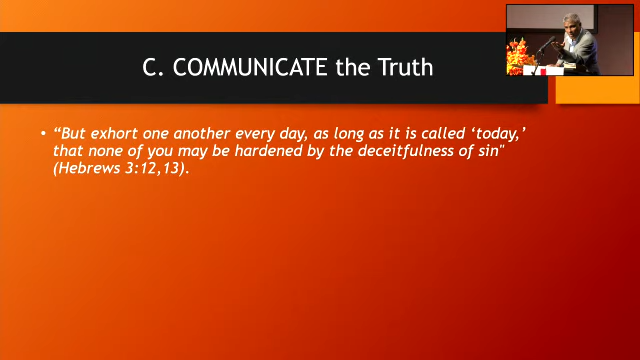 C. COMMUNICATE the Truth
• “But exhort one another every day, as long as it is called ‘today,’
that none of you may be hardened by the deceitfulness of sin"
(Hebrews 3:12,13).